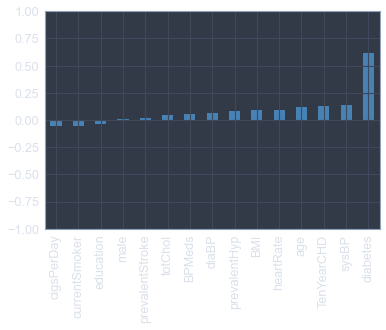 1.00
0.75
0.50
0.25
0.00
−0.25
−0.50
−0.75
−1.00
cigsPerDay
currentSmoker
education
male
prevalentStroke
totChol
BPMeds
diaBP
prevalentHyp
BMI
heartRate
age
TenYearCHD
sysBP
diabetes